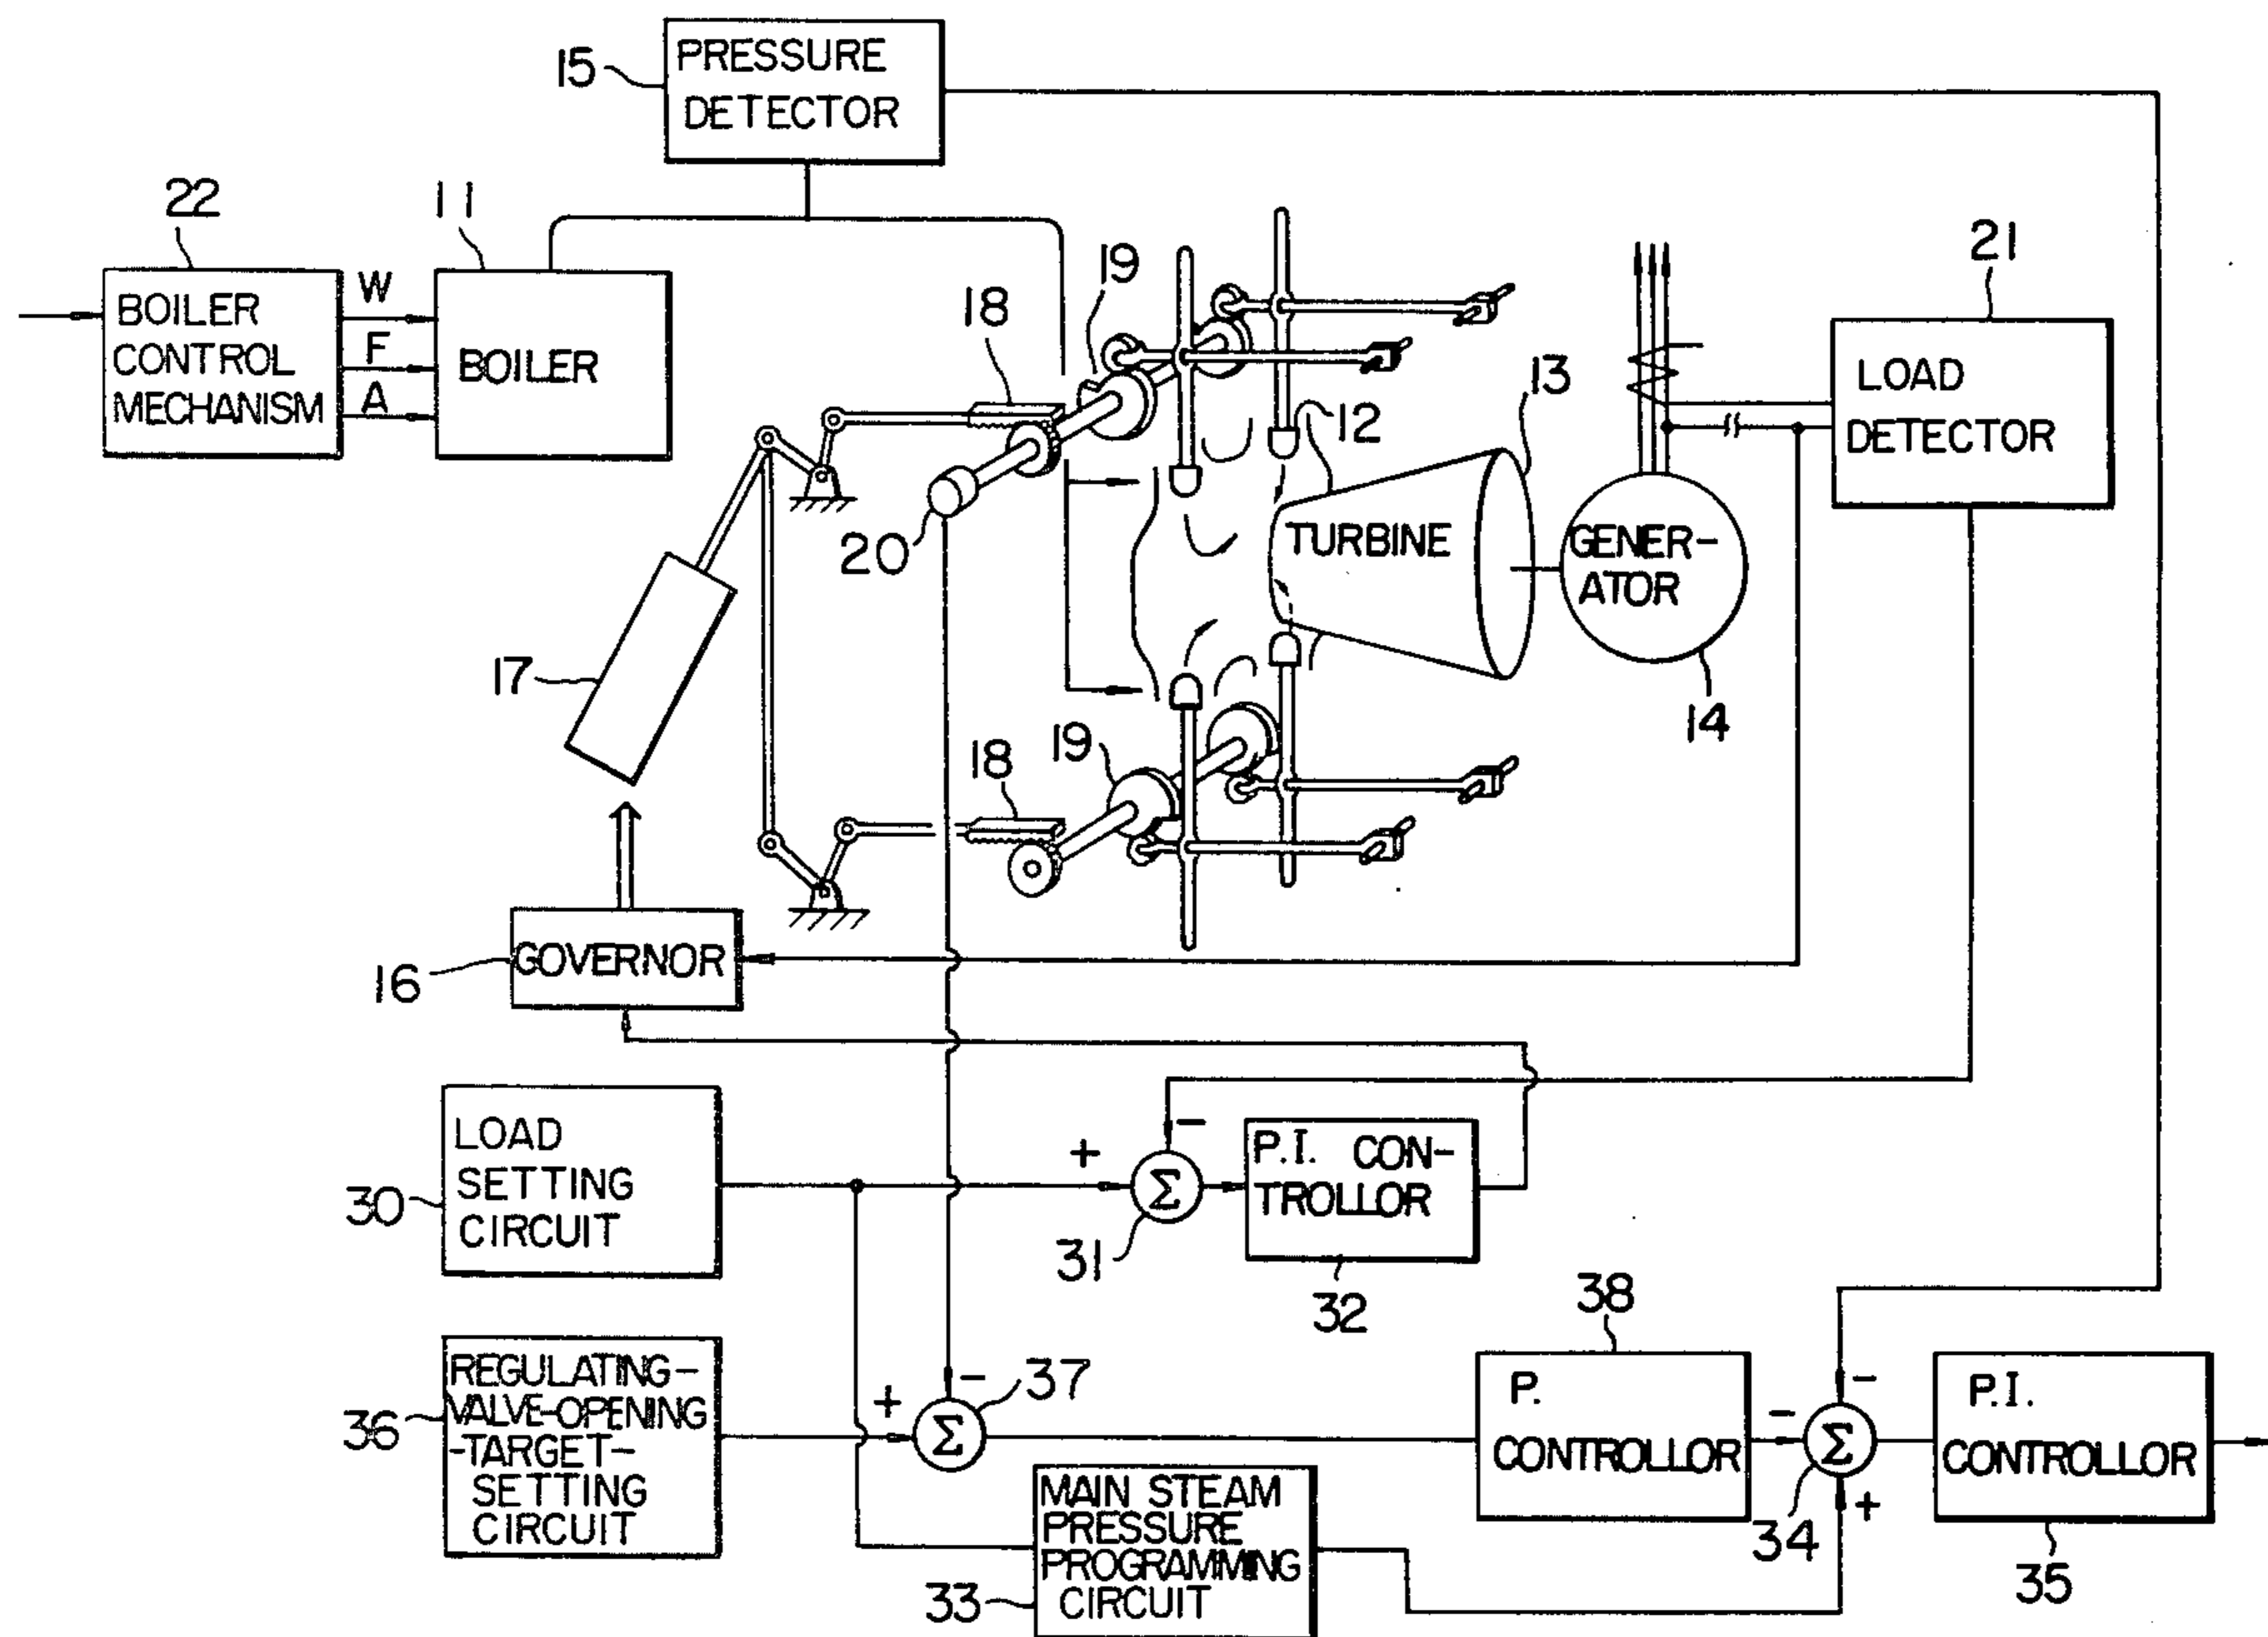 15
PRESSURE
DETECTOR
22
11
BOILER
CONTROL
MECHANISM
W
F
A
BOILER
18
19
12
13
21
LOAD
DETECTOR
20
TURBINE
GENER-
ATOR
14
17
18
19
16
GOVERNOR
30
LOAD
SETTING
CIRCUIT
+
-
Σ
31
P.I. CON-
TROLLOR
32
36
REGULATING-
VALVE-OPENING
-TARGET-
SETTING
CIRCUIT
+
-
Σ
37
38
P.
CONTROLLOR
-
-
+
Σ
34
P.I.
CONTROLLOR
35
33
MAIN STEAM
PRESSURE
PROGRAMMING
CIRCUIT